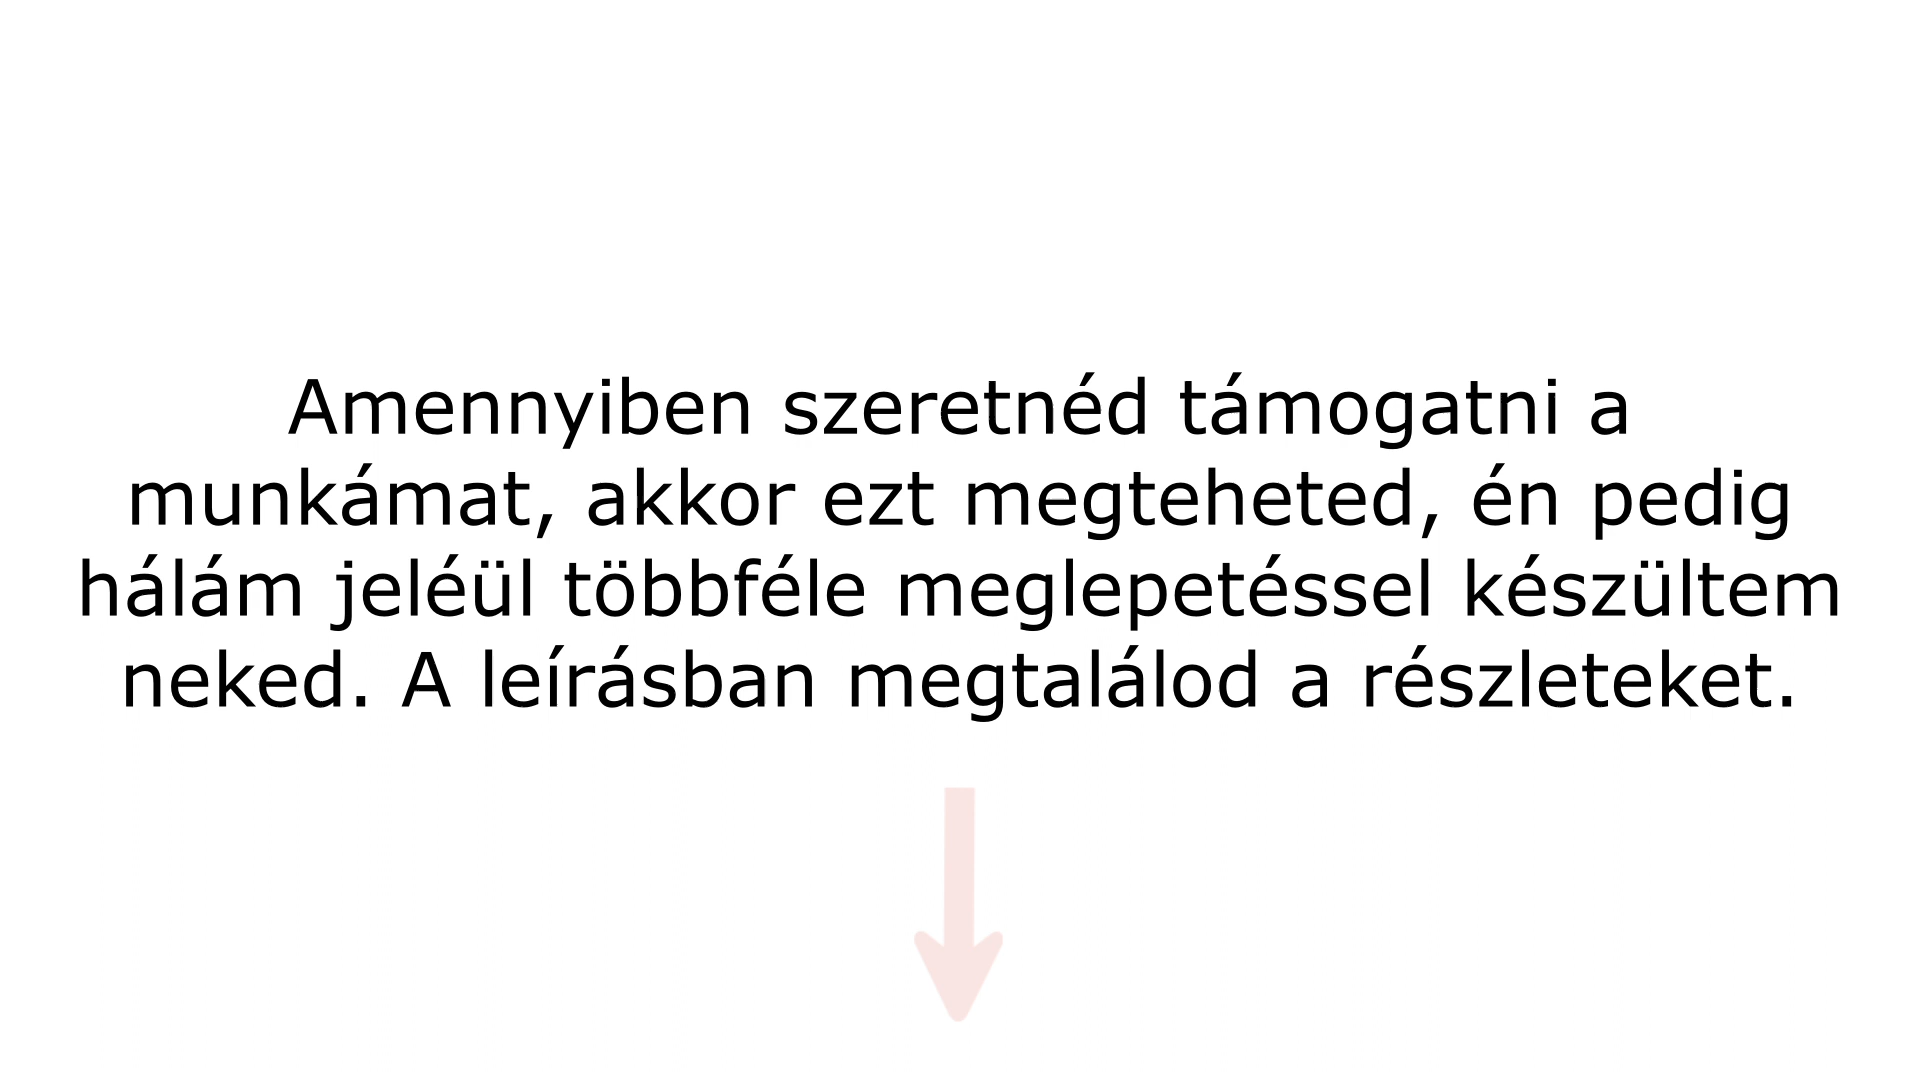 Amennyiben szeretnéd támogatni a
munkámat, akkor ezt megteheted, én pedig
hálám jeléül többféle meglepetéssel készültem
neked. A leírásban megtalálod a részleteket.